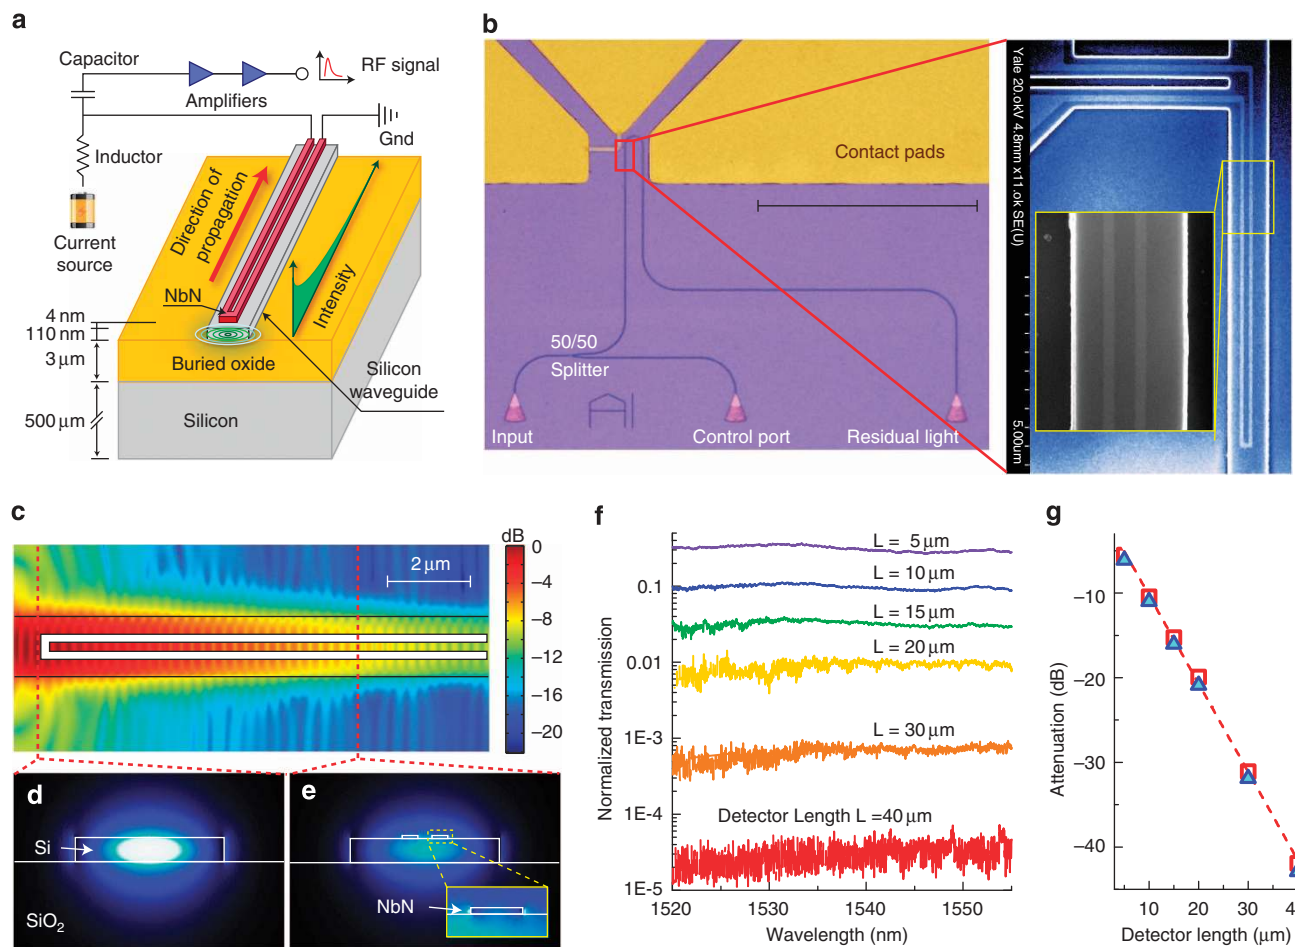 a
Capacitor
Amplifiers
RF signal
Gnd
Inductor
Current
source
Direction of
propagation
Intensity
NbN
4 nm
110 nm
3 µm
500 µm
Buried oxide
Silicon
waveguide
Silicon
b
Contact pads
50/50
Splitter
Input
Control port
Residual light
Yale 20.0kV 4.8mm x11.0k SE(U)
5.00um
c
2 µm
dB
0
−4
−8
−12
−16
−20
d
Si
SiO2
e
NbN
f
Normalized transmission
0.1
0.01
1E-3
1E-4
1E-5
L = 5 µm
L = 10 µm
L = 15 µm
L = 20 µm
L = 30 µm
Detector Length L =40 µm
1520
1530
1540
1550
Wavelength (nm)
g
Attenuation (dB)
−10
−20
−30
−40
10
20
30
40
Detector length (µm)